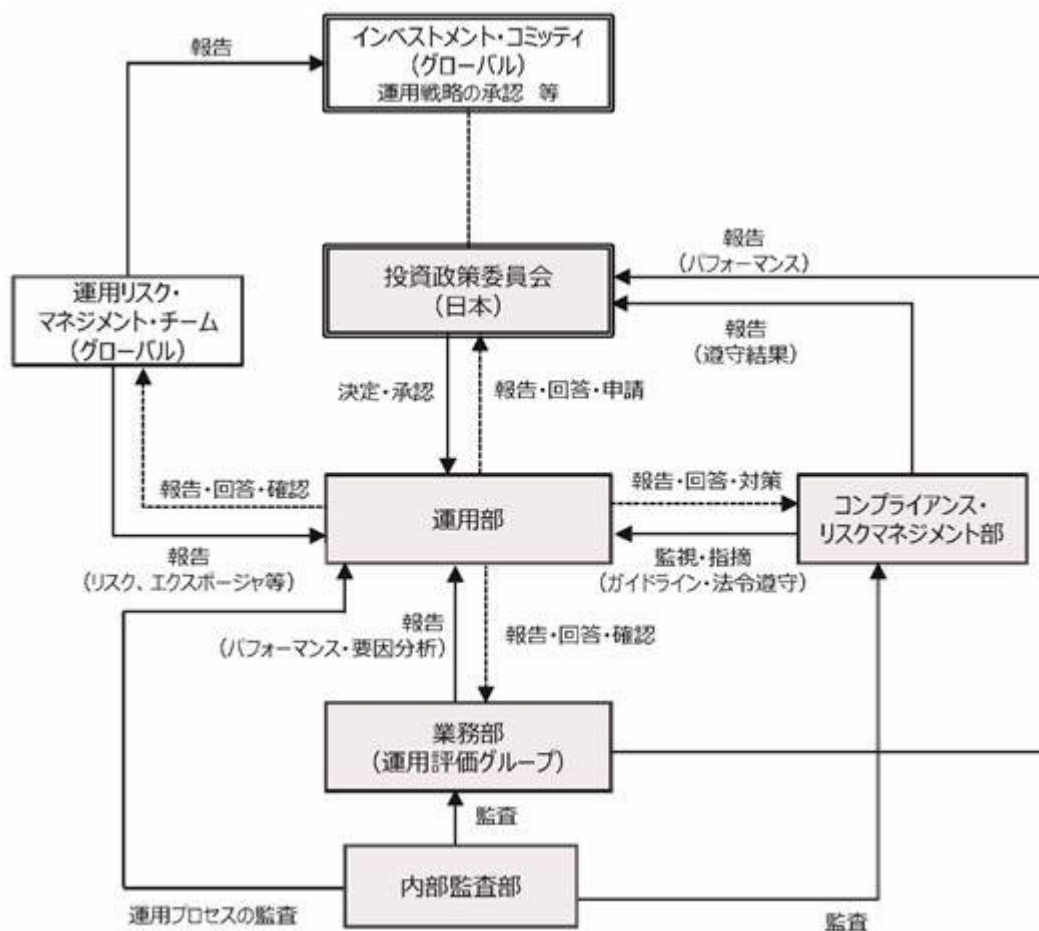 インベストメント・コミッティ
(グローバル)
運用戦略の承認 等
報告
報告
(パフォーマンス)
投資政策委員会
(日本)
運用リスク・
マネジメント・チーム
(グローバル)
報告
(遵守結果)
決定・承認
報告・回答・申請
報告・回答・確認
運用部
報告・回答・対策
コンプライアンス・
リスクマネジメント部
報告
(リスク、エクスポージャ等)
監視・指摘
(ガイドライン・法令遵守)
報告
(パフォーマンス・要因分析)
報告・回答・確認
業務部
(運用評価グループ)
監査
内部監査部
運用プロセスの監査
監査